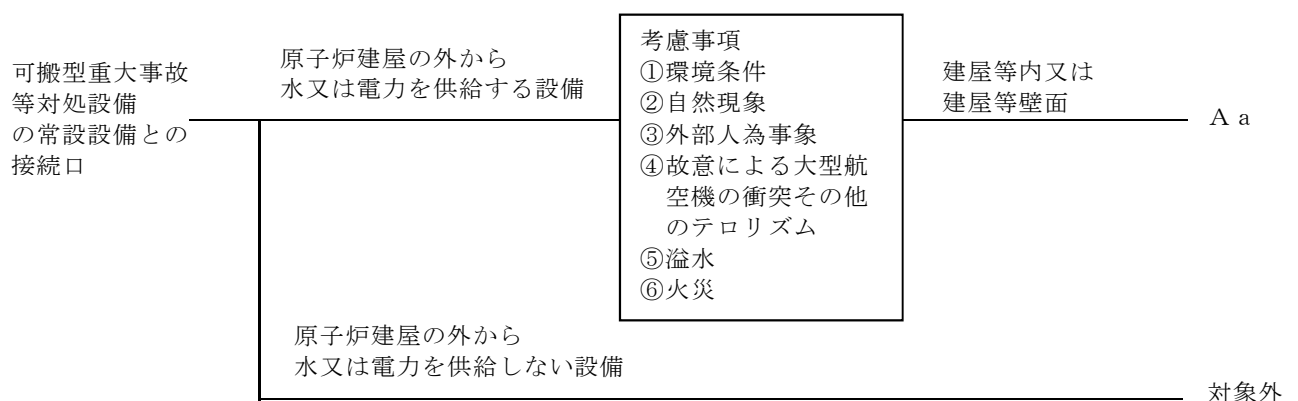 可搬型重大事故
等対処設備
の常設設備との
接続口
原子炉建屋の外から
水又は電力を供給する設備
考慮事項
①環境条件
②自然現象
③外部人為事象
④故意による大型航
空機の衝突その他
のテロリズム
⑤溢水
⑥火災
建屋等内又は
建屋等壁面
Ａａ
原子炉建屋の外から
水又は電力を供給しない設備
対象外